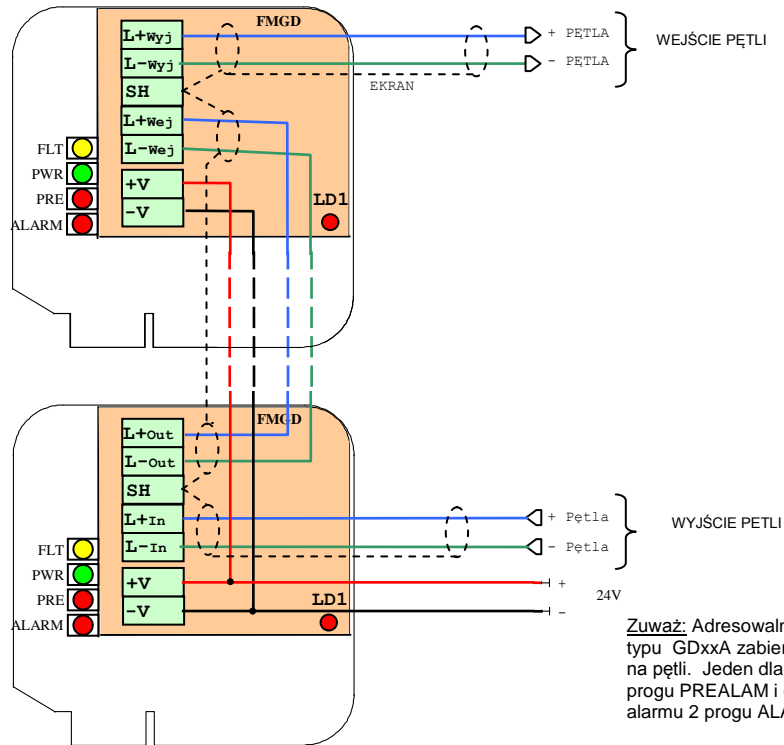 FMGD
L+Wyj
L-Wyj
SH
L+Wej
L-Wej
+V
-V
FLT
PWR
PRE
ALARM
LD1
+ PĘTLA
- PĘTLA
EKRAN
WEJŚCIE PĘTLI
FMGD
L+Out
L-Out
SH
L+In
L-In
+V
-V
FLT
PWR
PRE
ALARM
LD1
+ Pętla
- Pętla
WYJŚCIE PETLI
+
24V
-
Zuważ: Adresowaln
typu GDxxA zabier
na pętli. Jeden dla
progu PREALAM i
alarmu 2 progu ALA